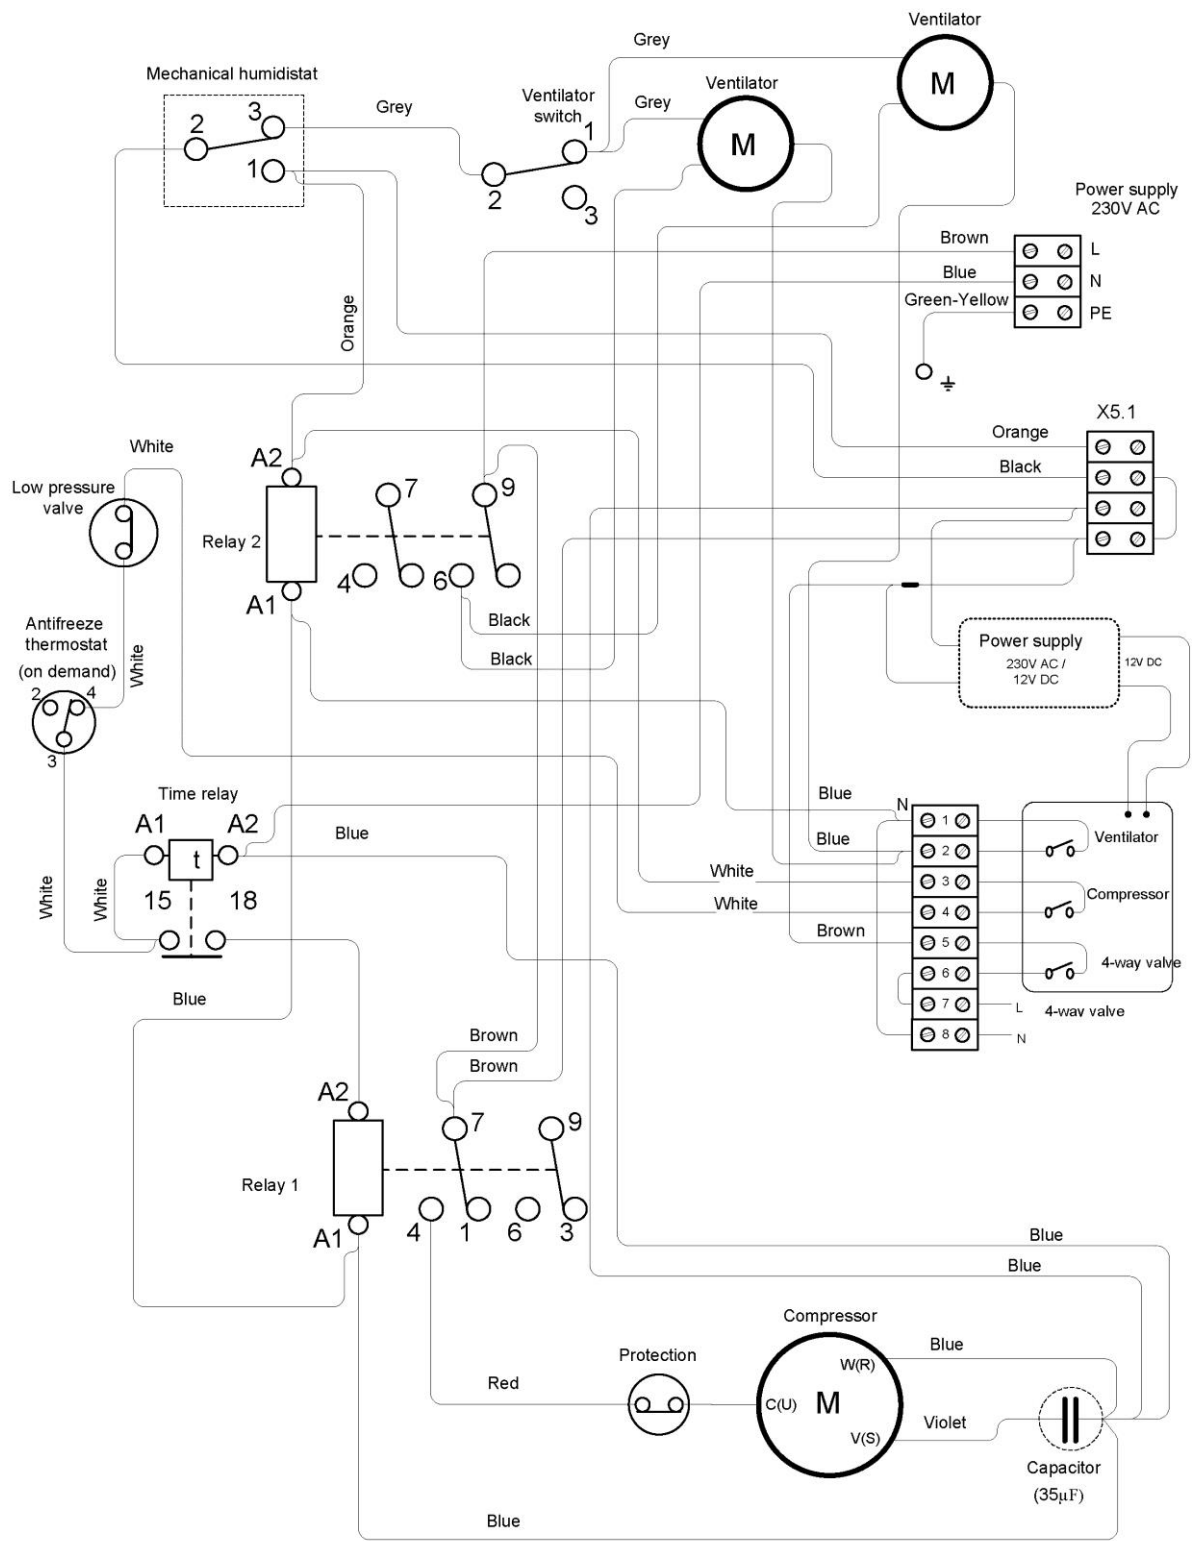 Ventilator
Grey
Mechanical humidistat
Ventilator
M
Ventilator
switch
Grey
Grey
3
2
1
1
M
2
3
Power supply
230V AC
Brown
L
Blue
N
Green-Yellow
PE
Orange
X5.1
Orange
White
Black
A2
Low pressure
valve
7
9
Relay 2
4
6
A1
Black
Antifreeze
thermostat
(on demand)
White
Black
Power supply
230V AC /
12V DC
12V DC
2
4
3
Time relay
Blue
N
A1
A2
Blue
1
Ventilator
t
Blue
2
White
3
White
White
15
18
White
4
Compressor
Brown
5
4-way valve
6
Blue
7
L
4-way valve
Brown
8
N
Brown
A2
7
9
Relay 1
4
1
6
3
A1
Blue
Blue
Compressor
Blue
Protection
W(R)
Red
C(U)
M
V(S)
Violet
Capacitor
(35µF)
Blue